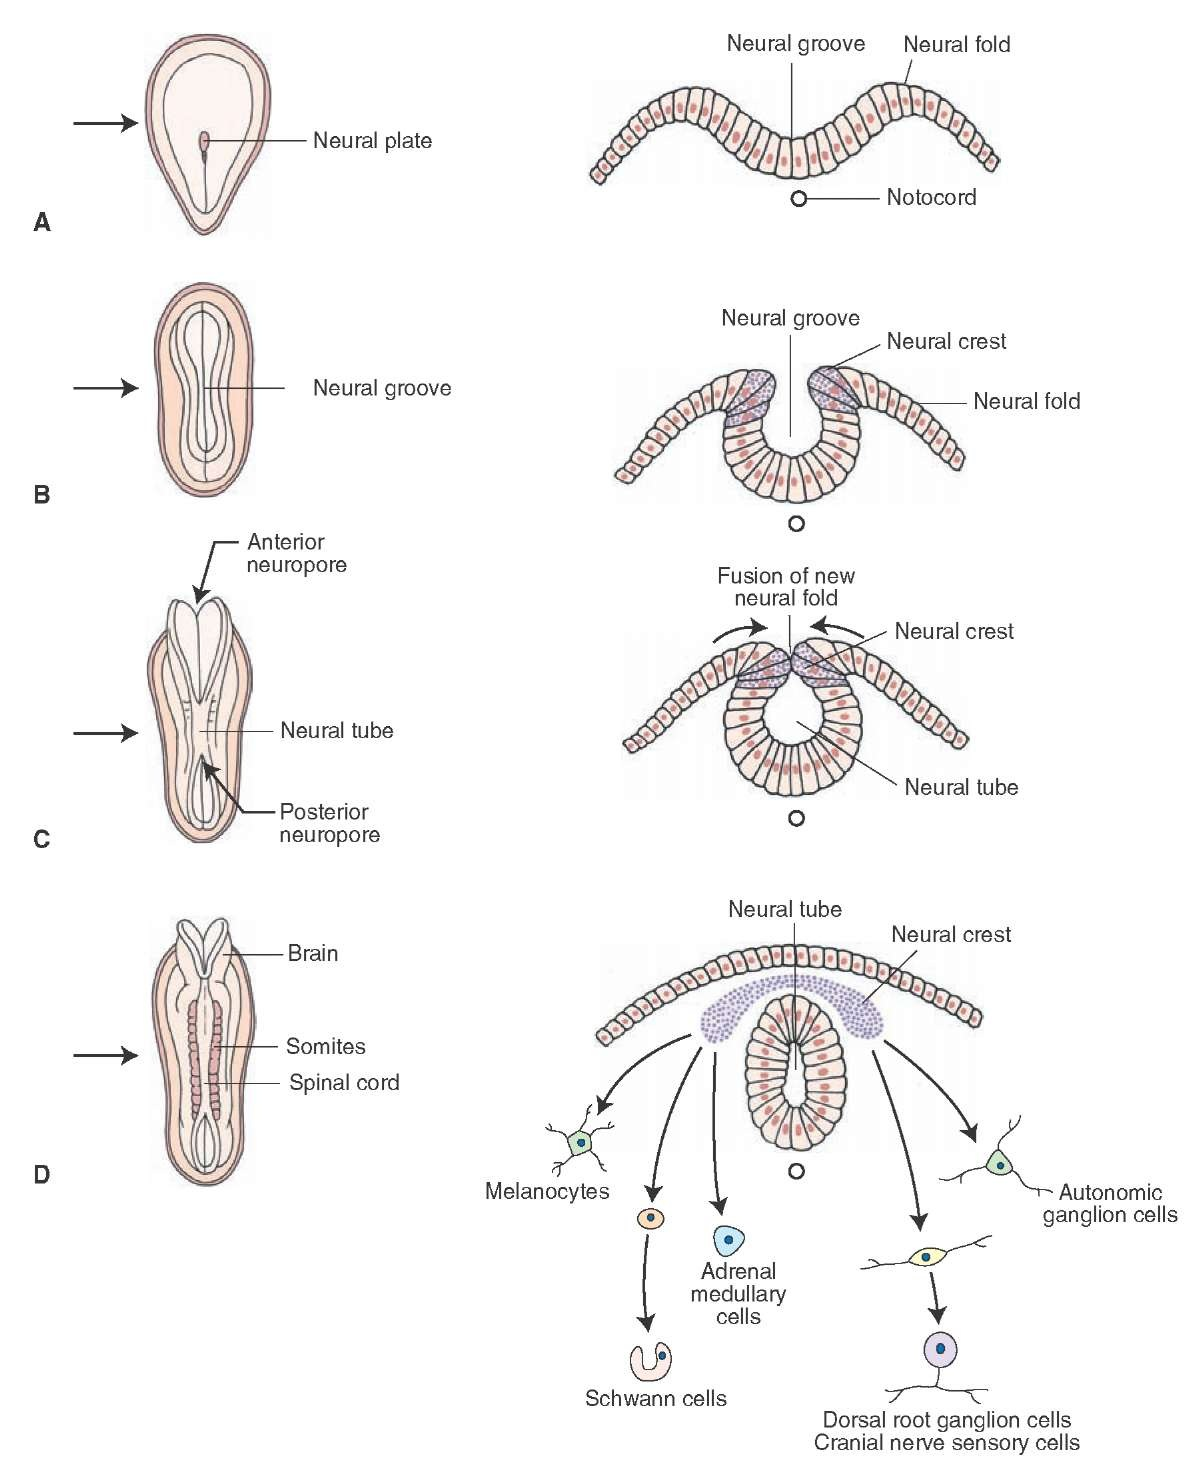 Neural groove
Neural fold
Neural plate
Notocord
A
Neural groove
Neural crest
Neural groove
Neural fold
B
Anterior
neuropore
Fusion of new
neural fold
Neural crest
Neural tube
Neural tube
Posterior
neuropore
C
Neural tube
Neural crest
Brain
Somites
Spinal cord
D
Melanocytes
Autonomic
ganglion cells
Adrenal
medullary
cells
Schwann cells
Dorsal root ganglion cells
Cranial nerve sensory cells